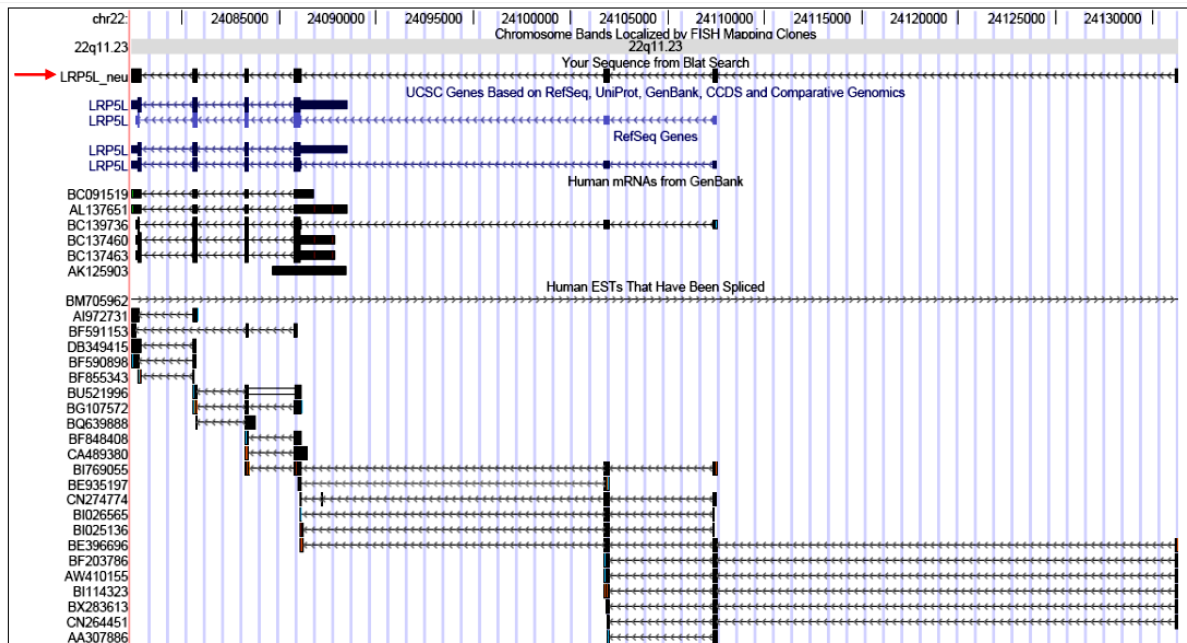 chr22: 24085000 24090000 24095000 24100000 24105000 24110000 24115000 24120000 24125000 24130000
Chromosome Bands Localized by FISH Mapping Clones
22q11.23 22q11.23
Your Sequence from Blat Search
LRP5L_neu
UCSC Genes Based on RefSeq, UniProt, GenBank, CCDS and Comparative Genomics
LRP5L
LRP5L
RefSeq Genes
LRP5L
LRP5L
Human mRNAs from GenBank
BC091519
AL137651
BC139736
BC137460
BC137463
AK125903
Human ESTs That Have Been Spliced
BM705962
AI972731
BF591153
DB349415
BF590898
BF855343
BU521996
BG107572
BQ639888
BF848408
CA489380
BI769055
BE935197
CN274774
BI026565
BI025136
BE396696
BF203786
AW410155
BI114323
BX283613
CN264451
AA307886